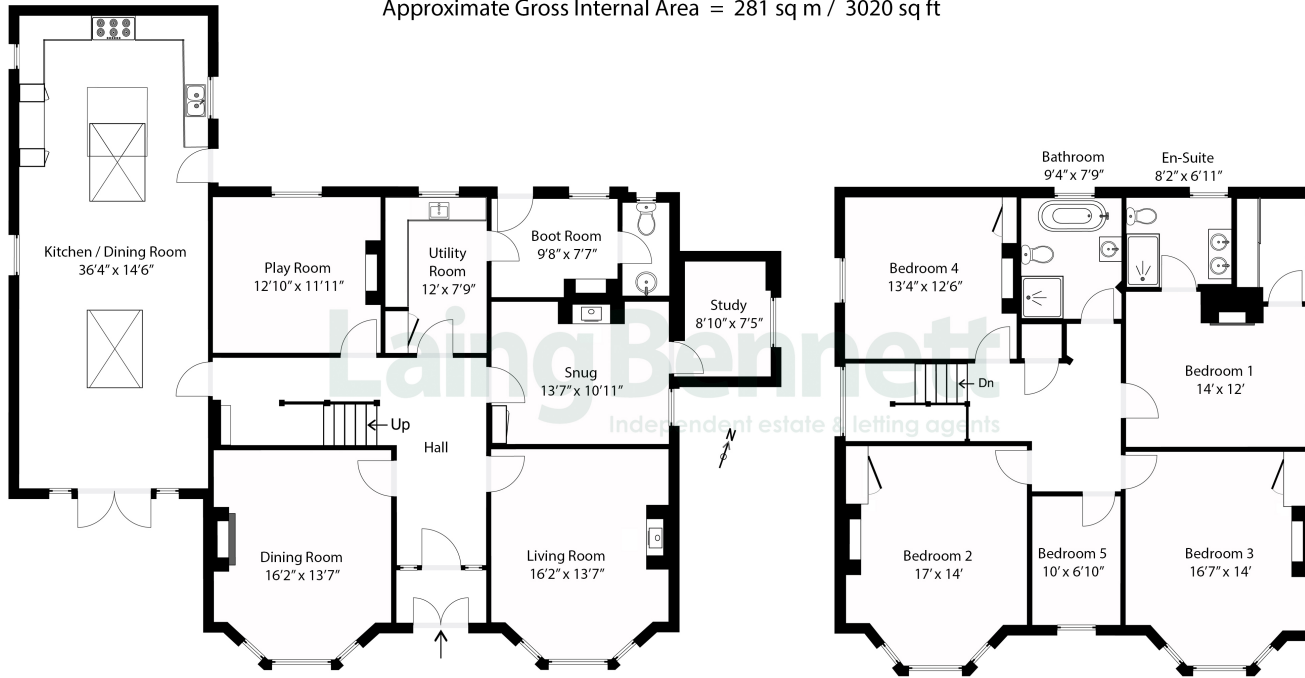 Approximate Gross Internal Area = 281 sq m / 3020 sq ft
Kitchen / Dining Room
36'4" x 14'6"
Play Room
12'10" x 11'11"
Utility
Room
12' x 7'9"
Boot Room
9'8" x 7'7"
Study
8'10" x 7'5"
Snug
13'7" x 10'11"
Up
Hall
Dining Room
16'2" x 13'7"
Living Room
16'2" x 13'7"
N
Bathroom
9'4" x 7'9"
En-Suite
8'2" x 6'11"
Bedroom 4
13'4" x 12'6"
Dn
Bedroom 1
14' x 12'
Bedroom 2
17' x 14'
Bedroom 5
10' x 6'10"
Bedroom 3
16'7" x 14'
LaingBennett
Independent estate & letting agents